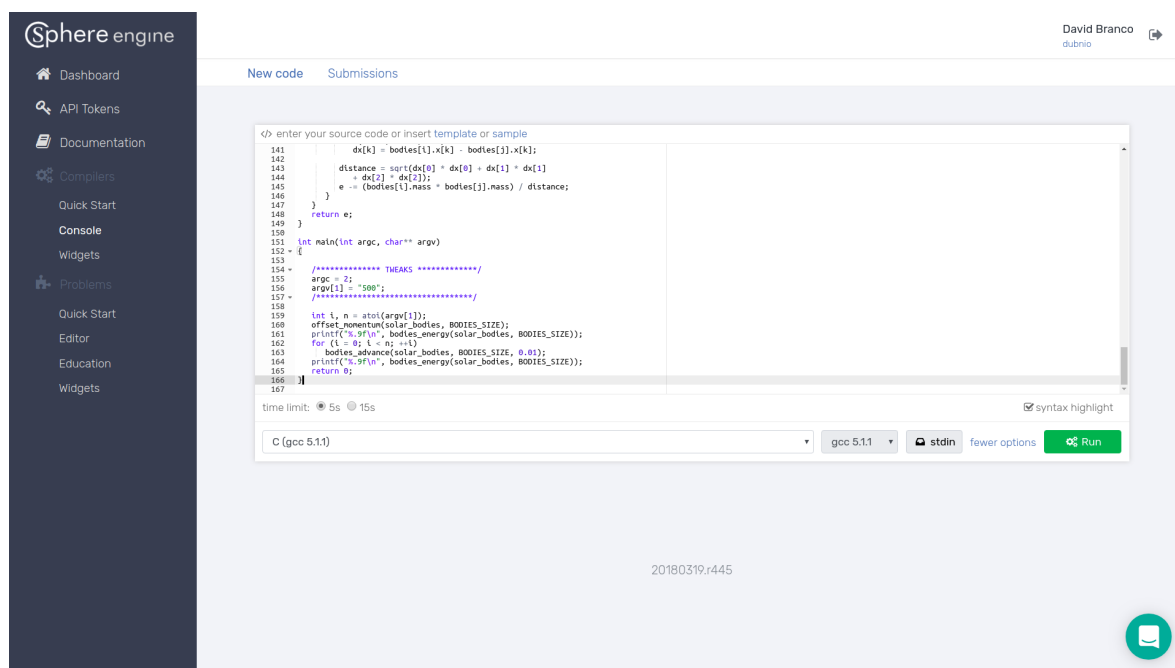 Sphere engine
David Branco
dubnio
Dashboard
API Tokens
Documentation
Compilers
Quick Start
Console
Widgets
Problems
Quick Start
Editor
Education
Widgets
New code Submissions
</> enter your source code or insert template or sample
141 dx[k] = bodies[i].x[k] - bodies[j].x[k];
142
143 distance = sqrt(dx[0] * dx[0] + dx[1] * dx[1]
144 + dx[2] * dx[2]);
145 e -= (bodies[i].mass * bodies[j].mass) / distance;
146 }
147 }
148 return e;
149 }
150
151 int main(int argc, char** argv)
152 {
153
154 /************** TWEAKS *************/
155 argc = 2;
156 argv[1] = "500";
157 /**********************************/
158
159 int i, n = atoi(argv[1]);
160 offset_momentum(solar_bodies, BODIES_SIZE);
161 printf("%.9f\n", bodies_energy(solar_bodies, BODIES_SIZE));
162 for (i = 0; i < n; ++i)
163 bodies_advance(solar_bodies, BODIES_SIZE, 0.01);
164 printf("%.9f\n", bodies_energy(solar_bodies, BODIES_SIZE));
165 return 0;
166 }
167
time limit: 5s 15s syntax highlight
C (gcc 5.1.1) gcc 5.1.1 stdin fewer options Run
20180319.r445